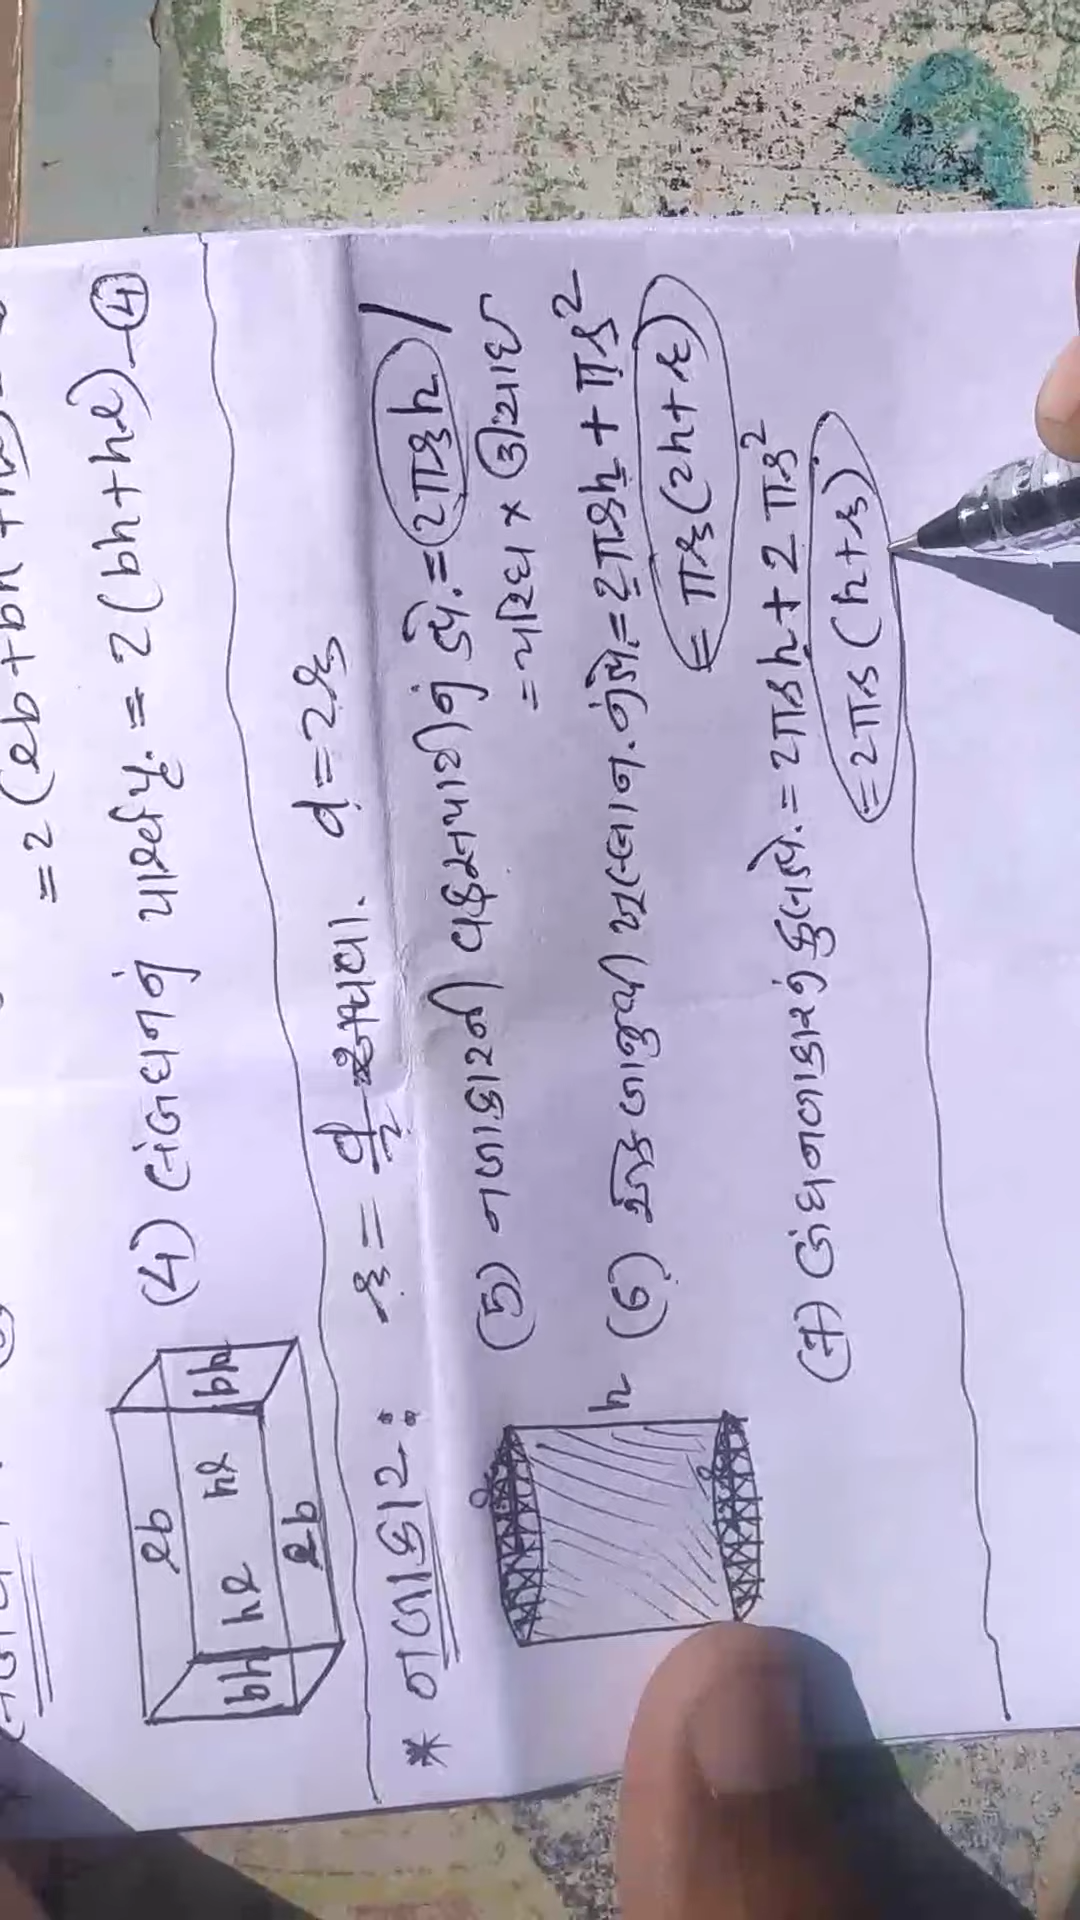 = 2(lb+bh+
(4) લંબઘનનું પાર્શ્વપૃ. = 2(bh+hl) - ④
lb
bh hl hl bh
lb
* નળાકાર : r = d/2 અથવા. d = 2r
(5) નળાકારની વક્રસપાટીનું ક્ષે. = 2πrh
= પરિઘ × ઊંચાઈ
h
r
r
(6) એક બાજુથી ખુલ્લા ન. નું ક્ષે. = 2πrh + πr²
= πr(2h+r)
(7) બંધ નળાકારનું કુલ ક્ષે. = 2πrh + 2πr²
= 2πr(h+r)